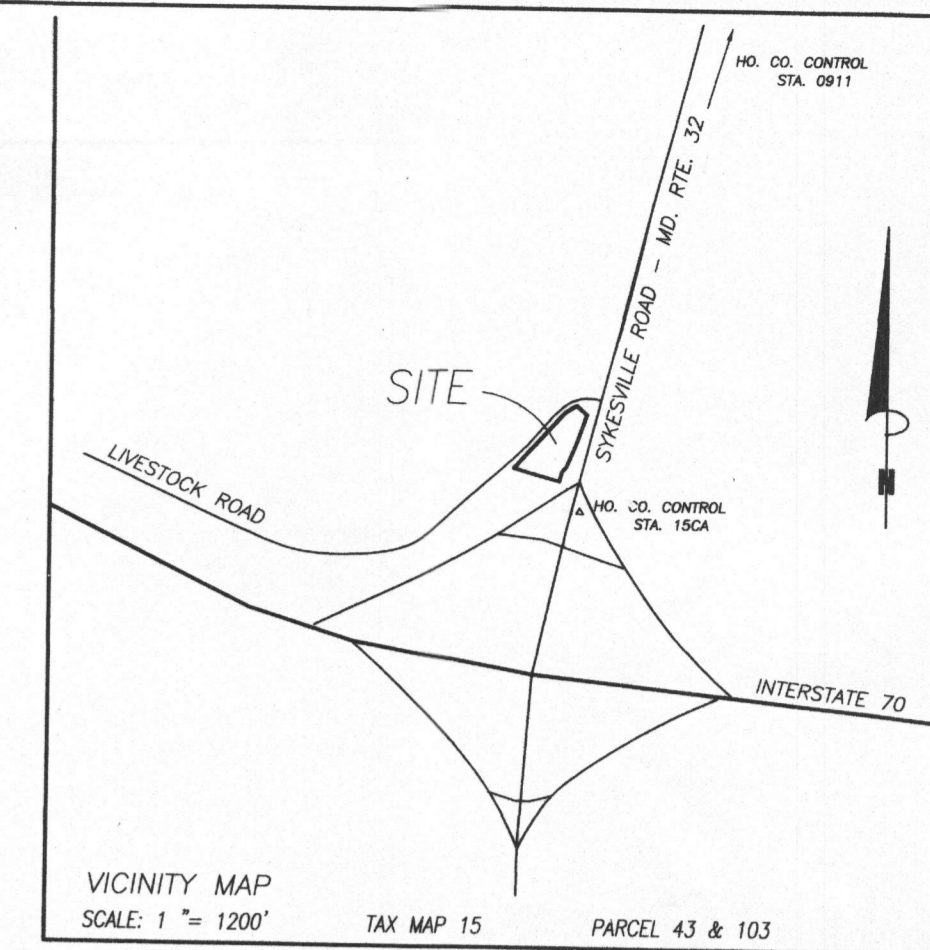 HO. CO. CONTROL
STA. 0911
SYKESVILLE ROAD - MD. RTE. 32
SITE
LIVESTOCK ROAD
N
HO. CO. CONTROL
STA. 15CA
INTERSTATE 70
VICINITY MAP
SCALE: 1 "= 1200'
TAX MAP 15
PARCEL 43 & 103